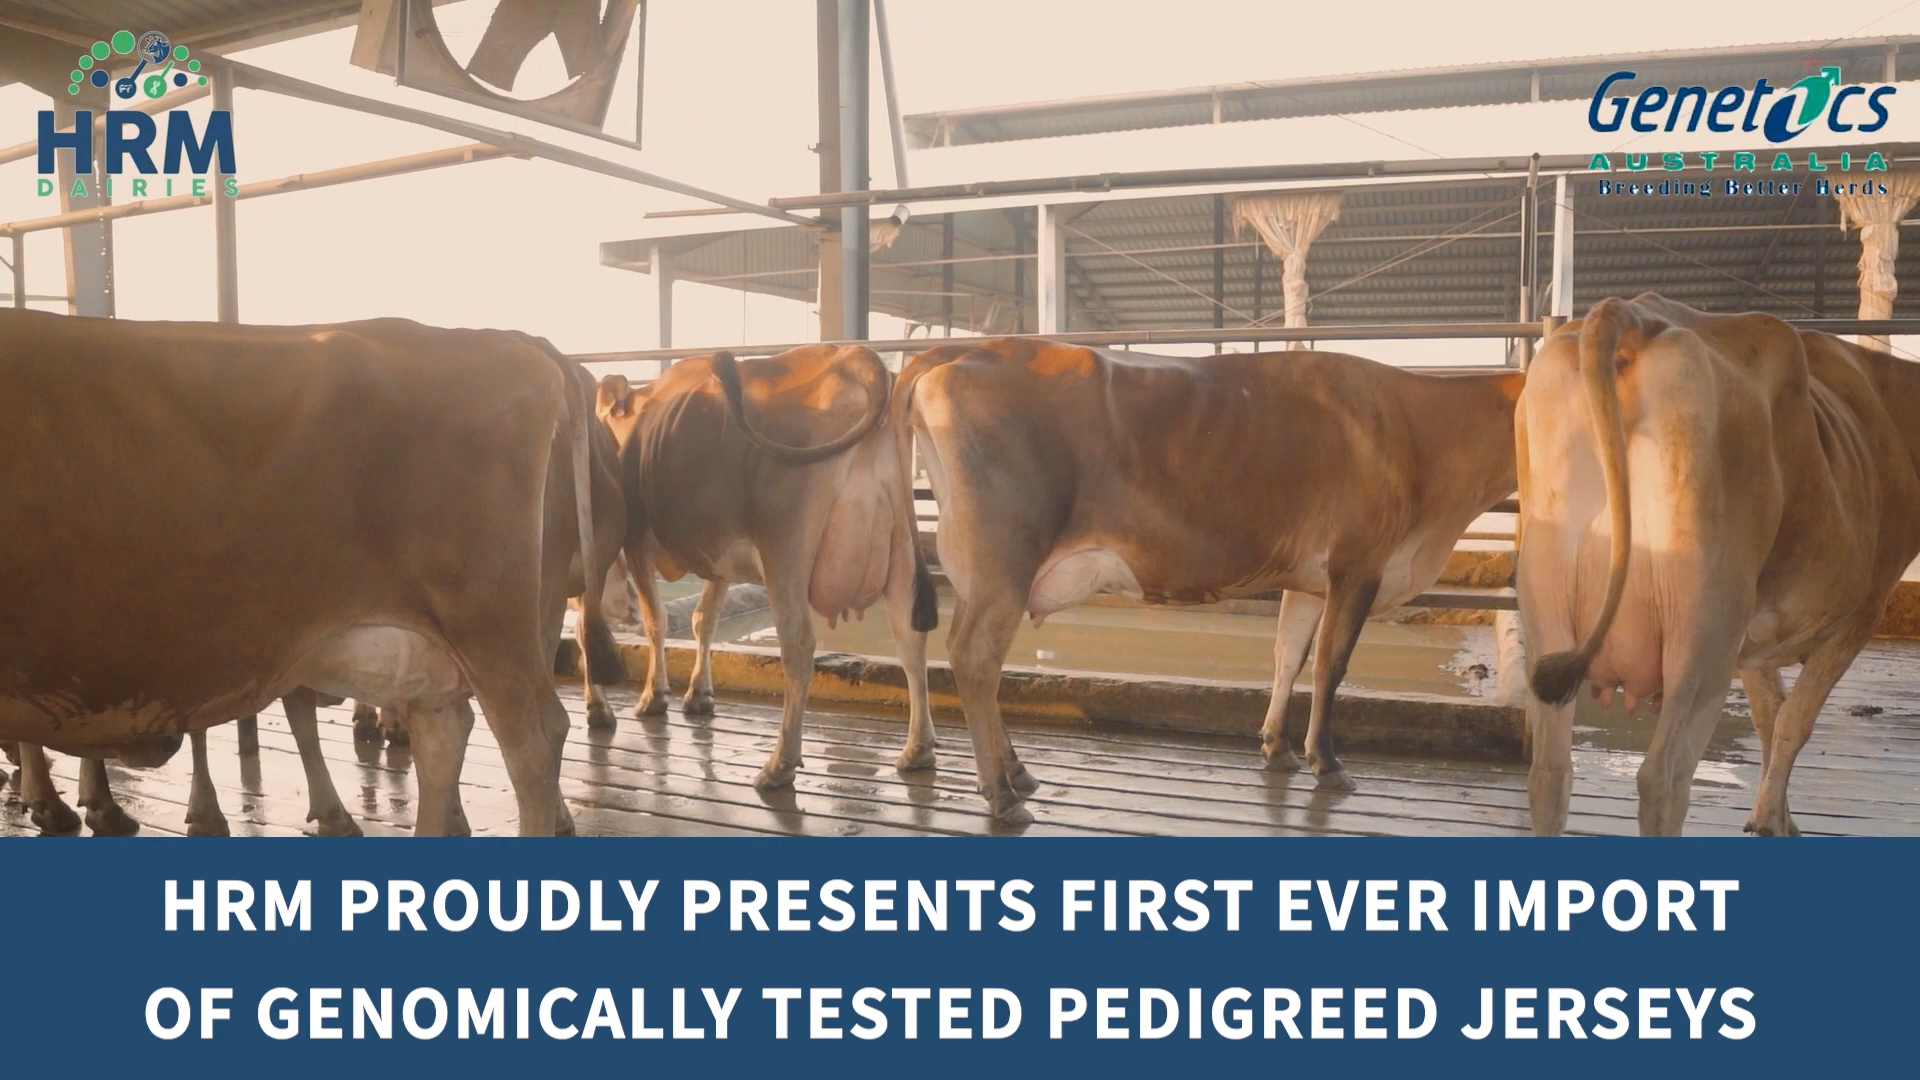 HRM
DAIRIES
Genetics
AUSTRALIA
Breeding Better Herds
HRM PROUDLY PRESENTS FIRST EVER IMPORT
OF GENOMICALLY TESTED PEDIGREED JERSEYS